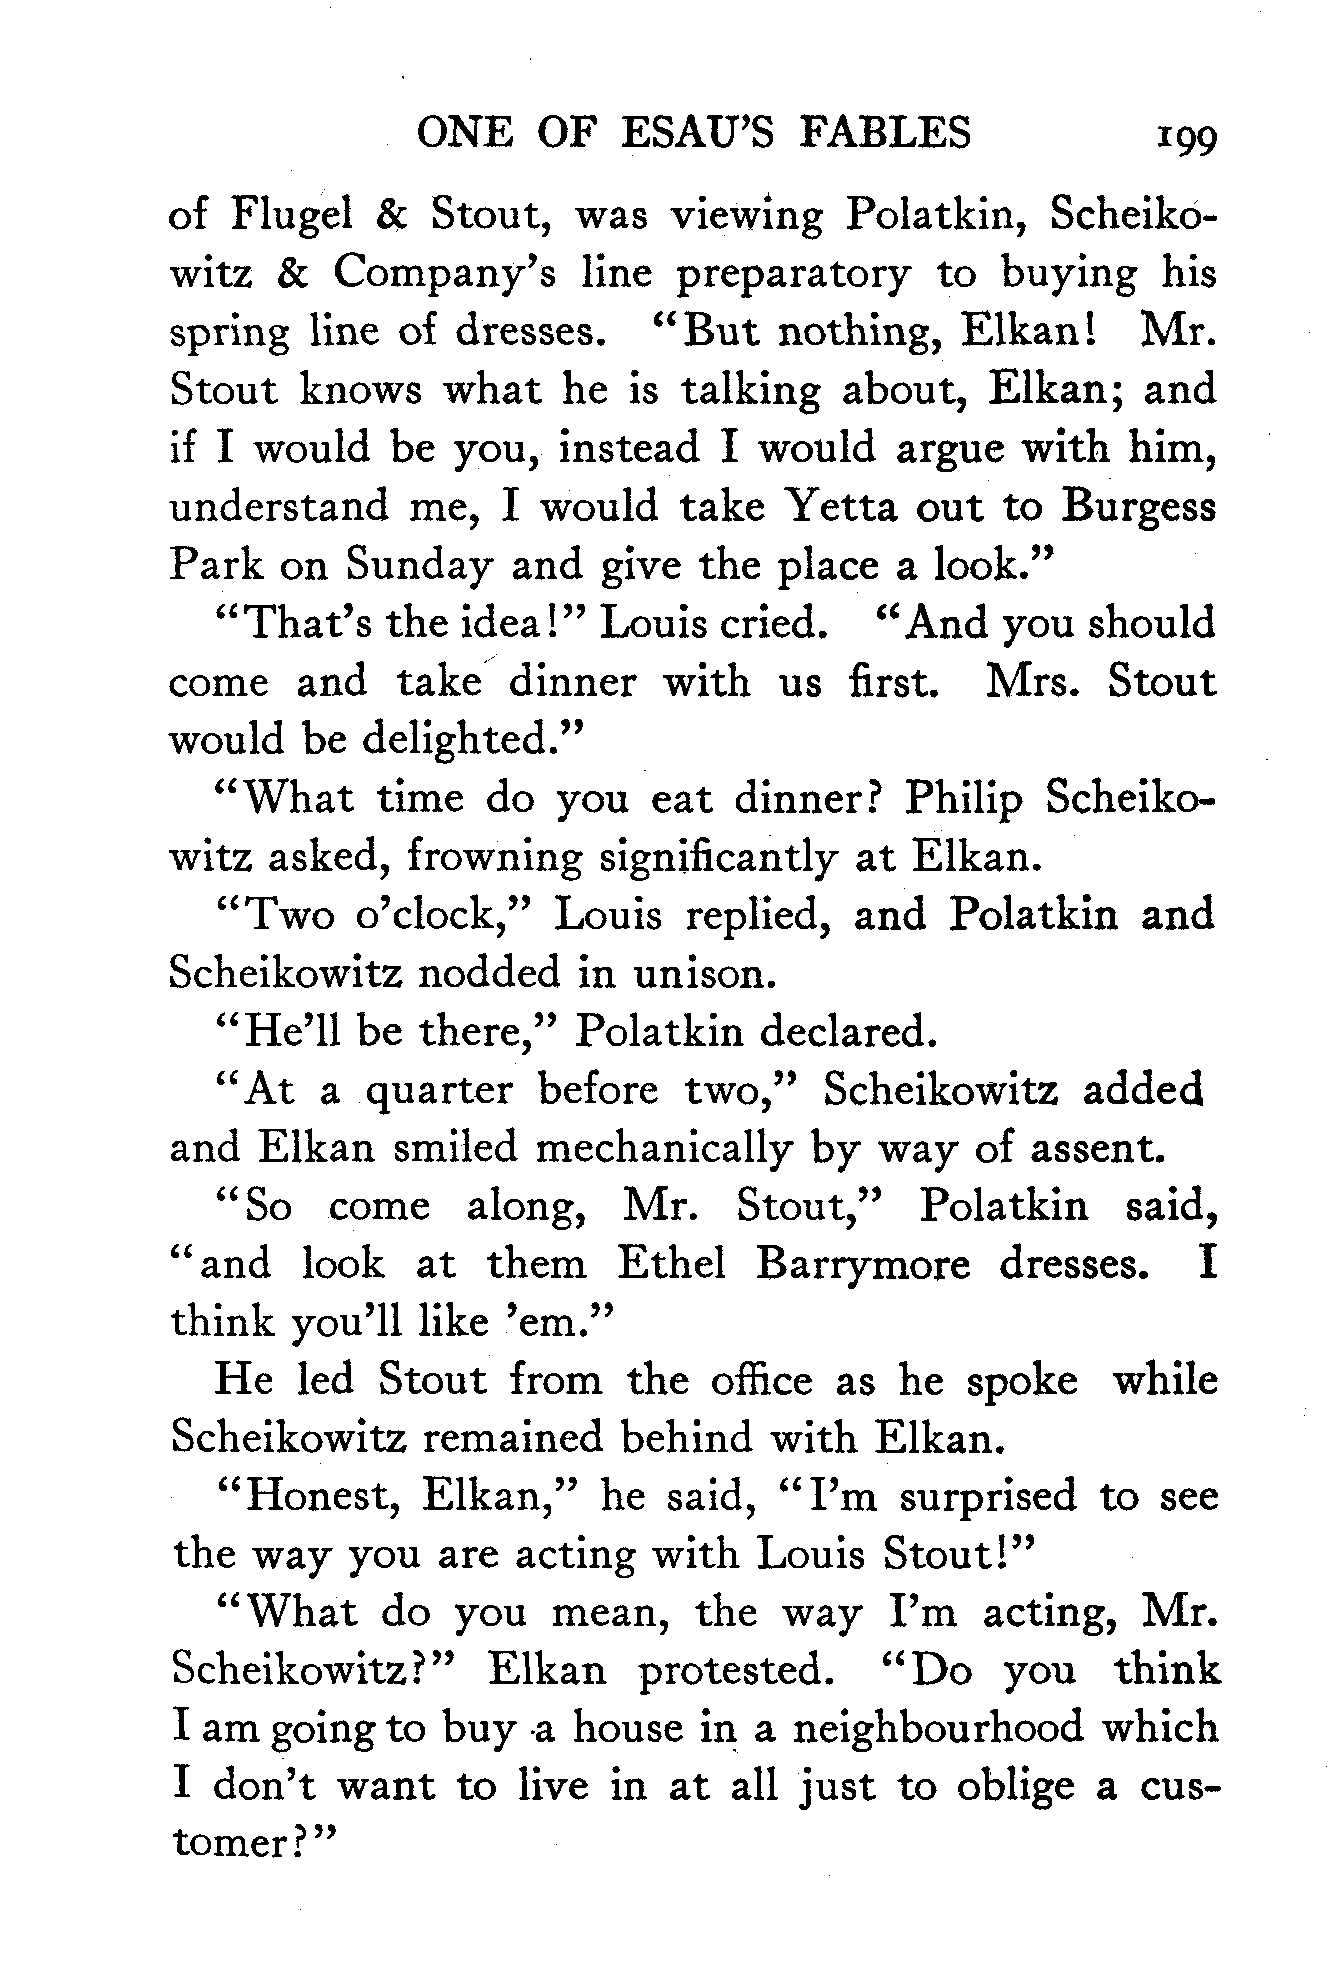 ONE OF ESAU'S FABLES 199
of Flugel & Stout, was viewing Polatkin, Scheiko-
witz & Company's line preparatory to buying his
spring line of dresses. "But nothing, Elkan! Mr.
Stout knows what he is talking about, Elkan; and
if I would be you, instead I would argue with him,
understand me, I would take Yetta out to Burgess
Park on Sunday and give the place a look."
"That's the idea!" Louis cried. "And you should
come and take dinner with us first. Mrs. Stout
would be delighted."
"What time do you eat dinner? Philip Scheiko-
witz asked, frowning significantly at Elkan.
"Two o'clock," Louis replied, and Polatkin and
Scheikowitz nodded in unison.
"He'll be there," Polatkin declared.
"At a quarter before two," Scheikowitz added
and Elkan smiled mechanically by way of assent.
"So come along, Mr. Stout," Polatkin said,
"and look at them Ethel Barrymore dresses. I
think you'll like 'em."
He led Stout from the office as he spoke while
Scheikowitz remained behind with Elkan.
"Honest, Elkan," he said, "I'm surprised to see
the way you are acting with Louis Stout!"
"What do you mean, the way I'm acting, Mr.
Scheikowitz?" Elkan protested. "Do you think
I am going to buy a house in a neighbourhood which
I don't want to live in at all just to oblige a cus-
tomer?"